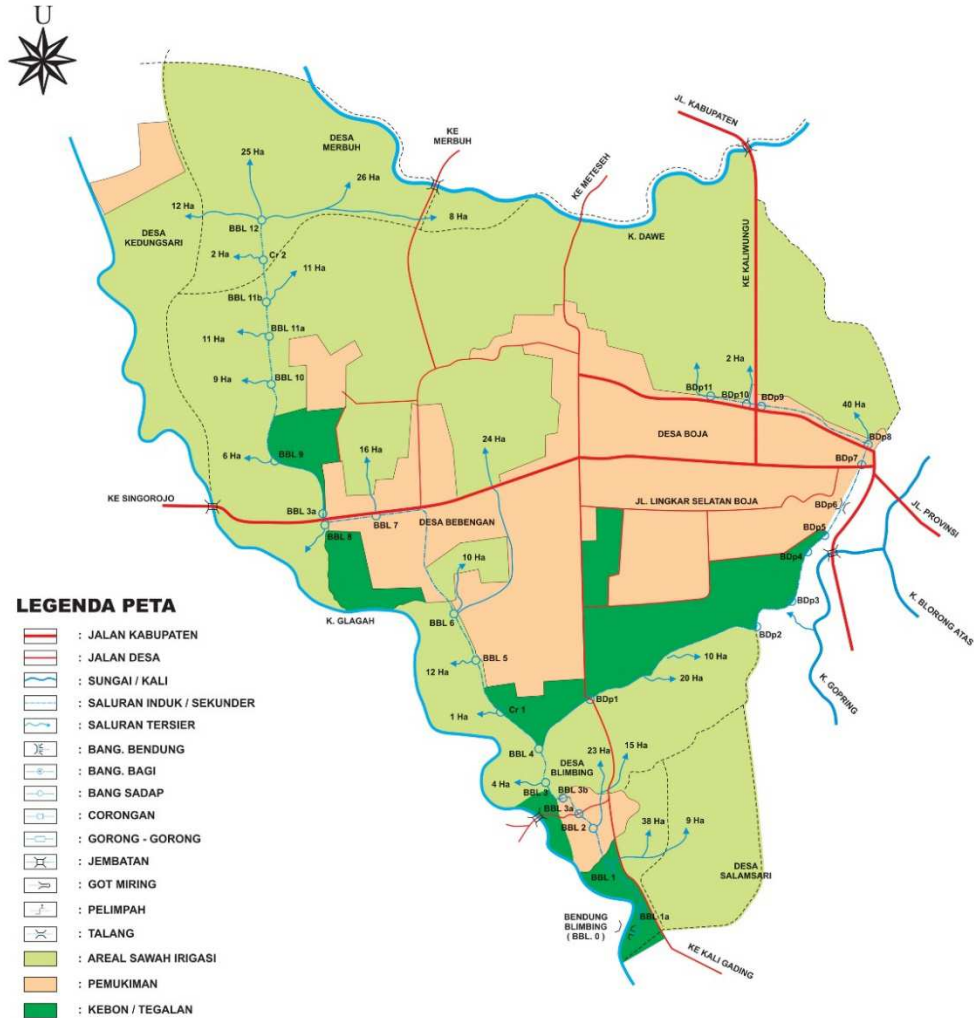 U
JL. KABUPATEN
KE
MERBUH
DESA
MERBUH
KE METESEH
25 Ha
26 Ha
12 Ha
8 Ha
BBL 12
DESA
KEDUNGSARI
K. DAWE
KE KALIWUNGU
2 Ha
Cr 2
11 Ha
BBL 11b
11 Ha
BBL 11a
9 Ha
BBL 10
2 Ha
BDp11
BDp10
BDp9
40 Ha
BDp8
DESA BOJA
BDp7
6 Ha
BBL 9
16 Ha
24 Ha
KE SINGOROJO
BBL 3a
BBL 7
DESA BEBENGAN
JL. LINGKAR SELATAN BOJA
BDp6
JL. PROVINSI
BBL 8
BDp5
BDp4
10 Ha
K. BLORONG ATAS
K. GLAGAH
BBL 6
BDp3
BDp2
K. GOPRING
12 Ha
BBL 5
10 Ha
20 Ha
1 Ha
Cr 1
BDp1
BBL 4
DESA
BLIMBING
23 Ha
15 Ha
4 Ha
BBL 3
BBL 3b
BBL 3a
BBL 2
38 Ha
9 Ha
BBL 1
DESA
SALAMSARI
BENDUNG
BLIMBING
( BBL. 0 )
BBL 1a
KE KALI GADING
LEGENDA PETA
: JALAN KABUPATEN
: JALAN DESA
: SUNGAI / KALI
: SALURAN INDUK / SEKUNDER
: SALURAN TERSIER
: BANG. BENDUNG
: BANG. BAGI
: BANG SADAP
: CORONGAN
: GORONG - GORONG
: JEMBATAN
: GOT MIRING
: PELIMPAH
: TALANG
: AREAL SAWAH IRIGASI
: PEMUKIMAN
: KEBON / TEGALAN